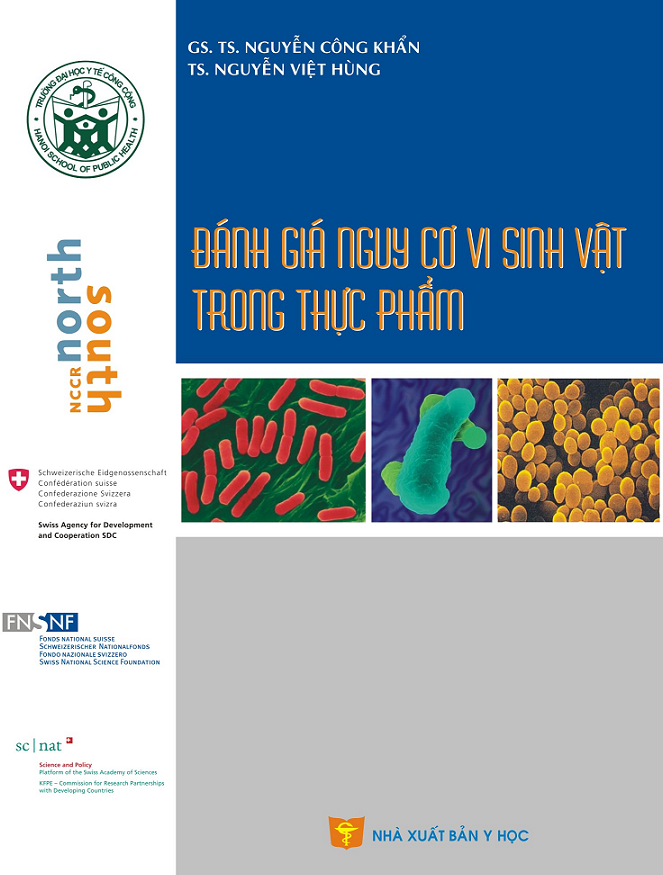 GS. TS. NGUYỄN CÔNG KHẨN
TS. NGUYỄN VIỆT HÙNG
TRƯỜNG ĐẠI HỌC Y TẾ CÔNG CỘNG
HANOI SCHOOL OF PUBLIC HEALTH
ĐÁNH GIÁ NGUY CƠ VI SINH VẬT
TRONG THỰC PHẨM
NCCR north
south
Schweizerische Eidgenossenschaft
Confédération suisse
Confederazione Svizzera
Confederaziun svizra
Swiss Agency for Development
and Cooperation SDC
FNSNF
FONDS NATIONAL SUISSE
SCHWEIZERISCHER NATIONALFONDS
FONDO NAZIONALE SVIZZERO
SWISS NATIONAL SCIENCE FOUNDATION
sc|nat
Science and Policy
Platform of the Swiss Academy of Sciences
KFPE – Commission for Research Partnerships
with Developing Countries
NHÀ XUẤT BẢN Y HỌC